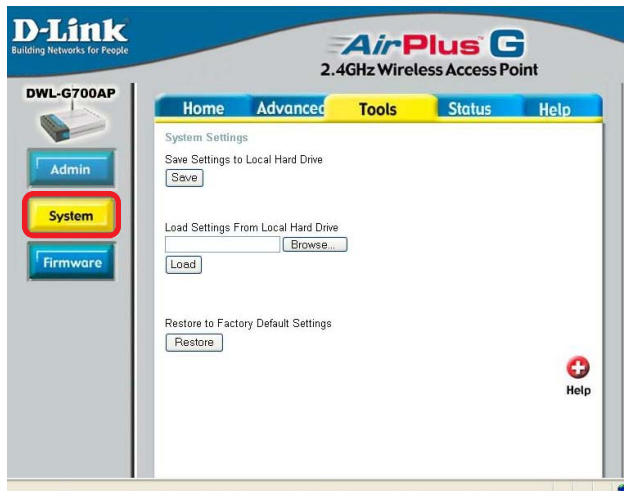 D-Link
Building Networks for People
AirPlus™ G
2.4GHz Wireless Access Point
DWL-G700AP
Home Advanced Tools Status Help
Admin
System
Firmware
System Settings
Save Settings to Local Hard Drive
Save
Load Settings From Local Hard Drive
Browse...
Load
Restore to Factory Default Settings
Restore
Help